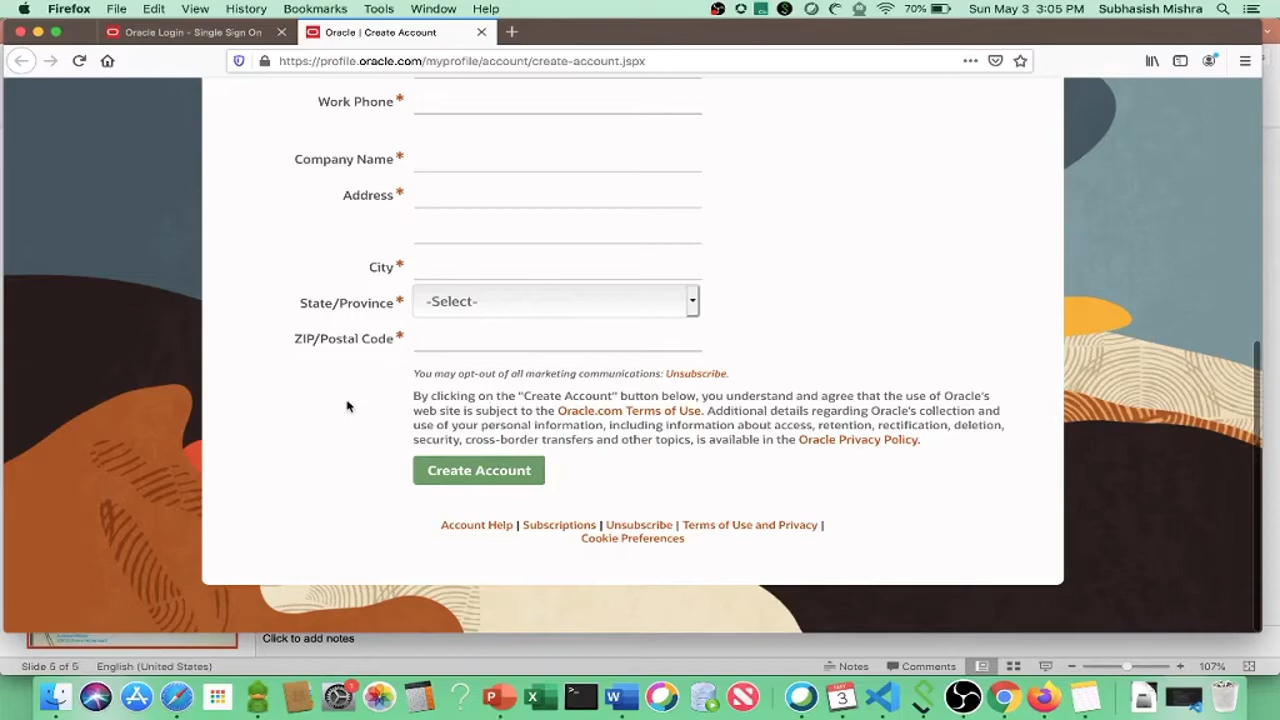 Firefox File Edit View History Bookmarks Tools Window Help 70% Sun May 3 3:05 PM Subhasish Mishra
Oracle Login - Single Sign On
Oracle | Create Account
https://profile.oracle.com/myprofile/account/create-account.jspx
Work Phone *
Company Name *
Address *
City *
State/Province * -Select-
ZIP/Postal Code *
You may opt-out of all marketing communications: Unsubscribe.
By clicking on the "Create Account" button below, you understand and agree that the use of Oracle's
web site is subject to the Oracle.com Terms of Use. Additional details regarding Oracle's collection and
use of your personal information, including information about access, retention, rectification, deletion,
security, cross-border transfers and other topics, is available in the Oracle Privacy Policy.
Create Account
Account Help | Subscriptions | Unsubscribe | Terms of Use and Privacy |
Cookie Preferences
Click to add notes
Slide 5 of 5 English (United States) Notes Comments 107%